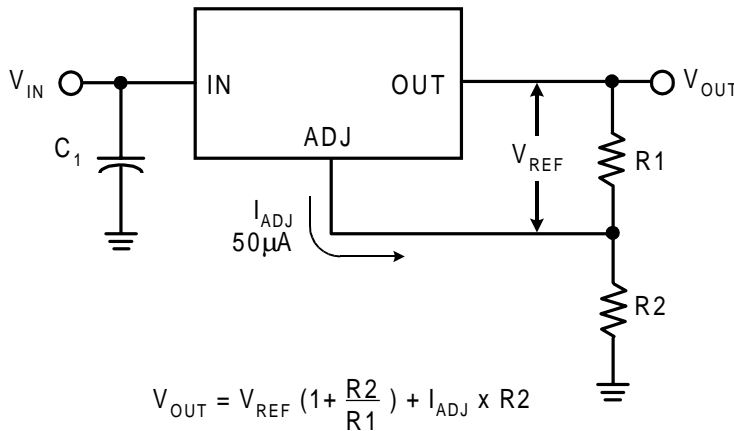 V_IN
IN
OUT
V_OUT
ADJ
C_1
V_REF
R1
I_ADJ
50µA
R2
V_OUT = V_REF (1+ R2/R1) + I_ADJ x R2